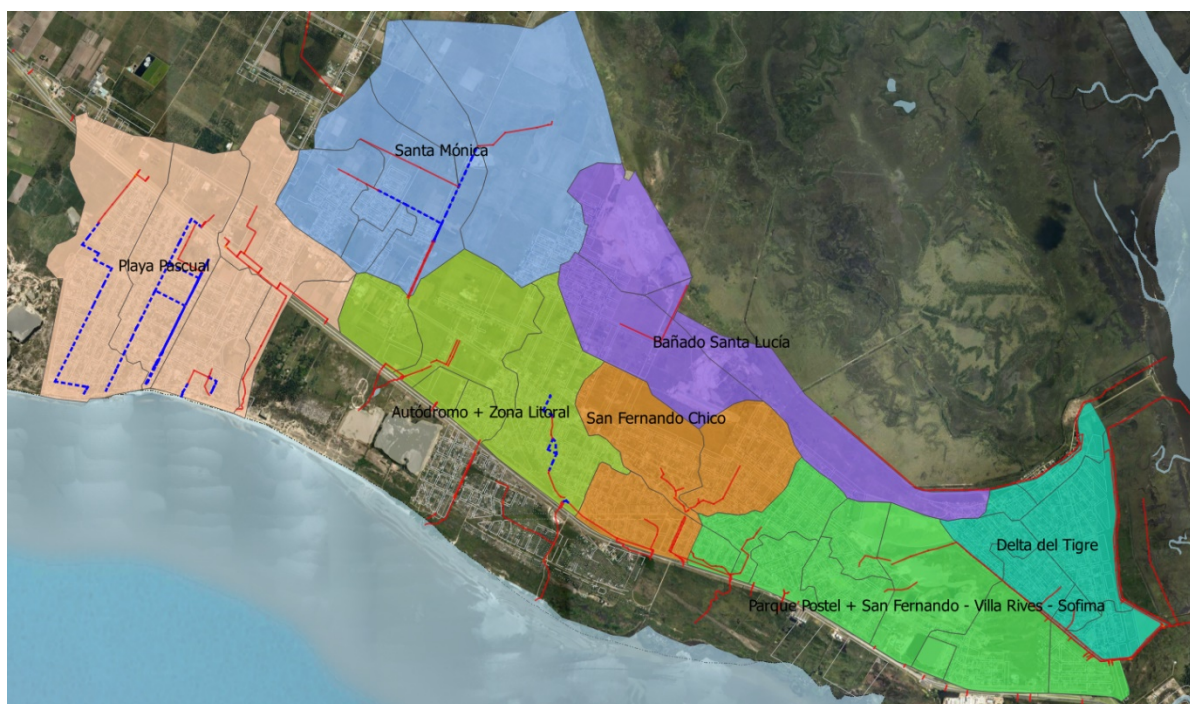 Santa Mónica
Playa Pascual
Bañado Santa Lucía
Autódromo + Zona Litoral
San Fernando Chico
Delta del Tigre
Parque Postel + San Fernando - Villa Rives - Sofima